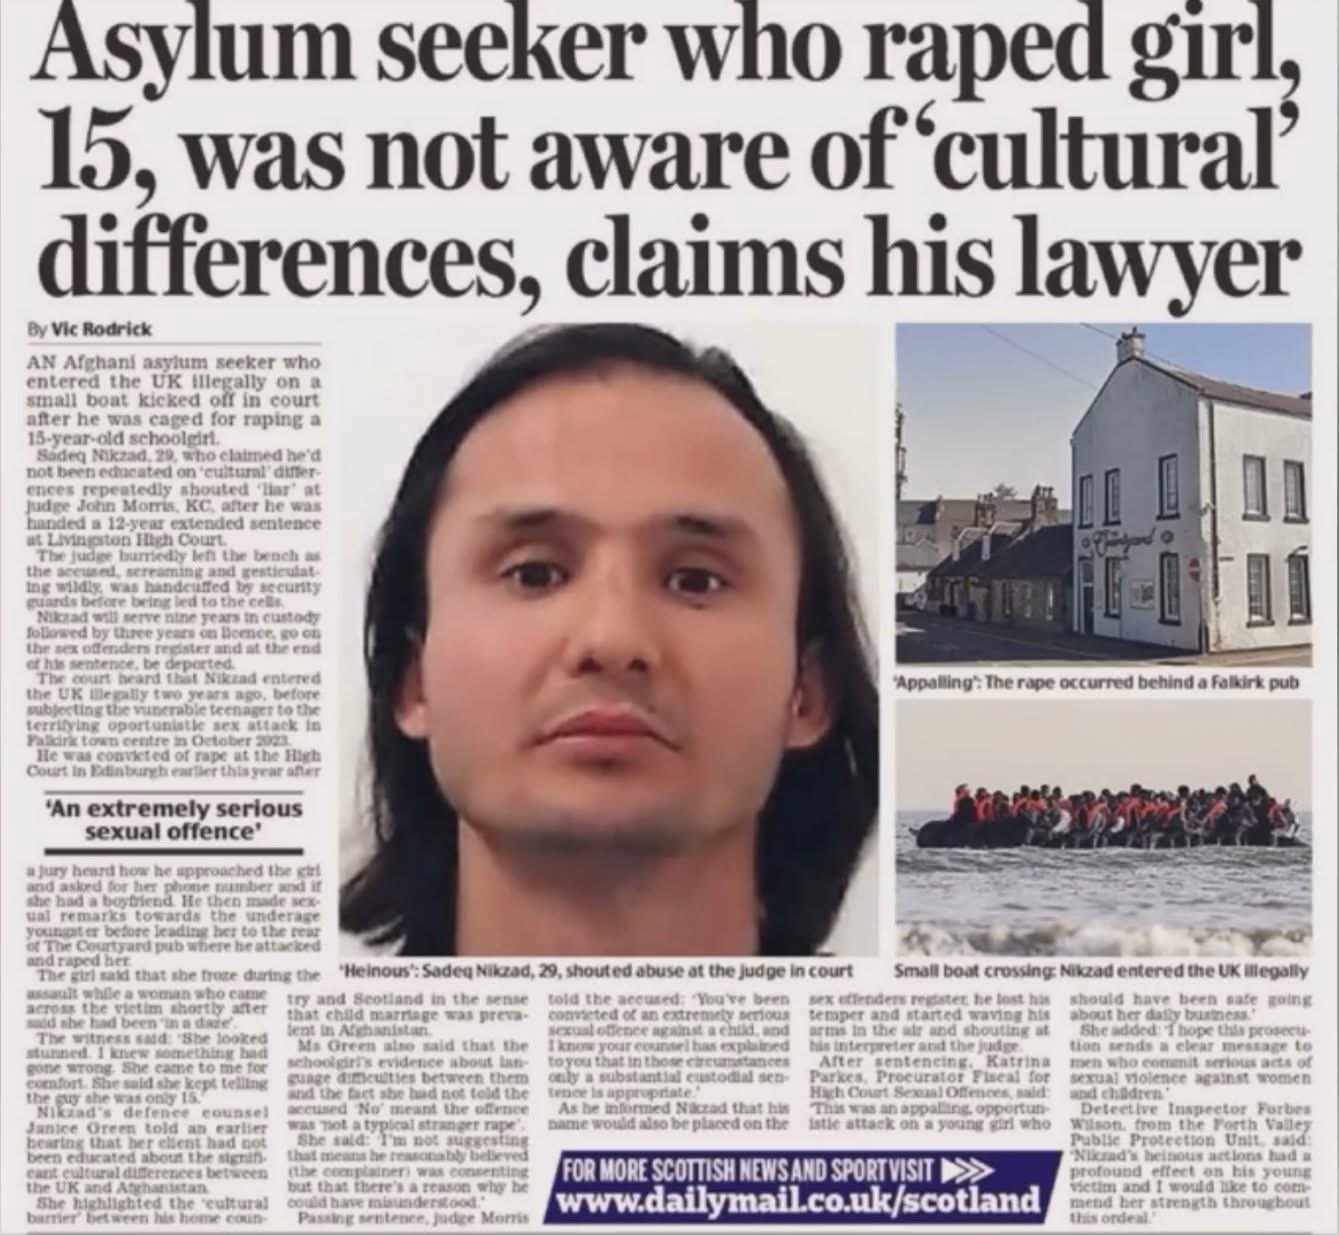 Asylum seeker who raped girl,
15, was not aware of ‘cultural’
differences, claims his lawyer
By Vic Rodrick
AN Afghani asylum seeker who
entered the UK illegally on a
small boat kicked off in court
after he was caged for raping a
15-year-old schoolgirl.
Sadeq Nikzad, 29, who claimed he'd
not been educated on 'cultural' differ-
ences repeatedly shouted 'liar' at
judge John Morris, KC, after he was
handed a 12-year extended sentence
at Livingston High Court.
The judge hurriedly left the bench as
the accused, screaming and gesticulat-
ing wildly, was handcuffed by security
guards before being led to the cells.
Nikzad will serve nine years in custody
followed by three years on licence, go on
the sex offenders register and at the end
of his sentence, be deported.
The court heard that Nikzad entered
the UK illegally two years ago, before
subjecting the vunerable teenager to the
terrifying oportunistic sex attack in
Falkirk town centre in October 2023.
He was convicted of rape at the High
Court in Edinburgh earlier this year after
'An extremely serious
sexual offence'
a jury heard how he approached the girl
and asked for her phone number and if
she had a boyfriend. He then made sex-
ual remarks towards the underage
youngster before leading her to the rear
of The Courtyard pub where he attacked
and raped her.
The girl said that she froze during the
assault while a woman who came
across the victim shortly after
said she had been 'in a daze'.
The witness said: 'She looked
stunned. I knew something had
gone wrong. She came to me for
comfort. She said she kept telling
the guy she was only 15.'
Nikzad's defence counsel
Janice Green told an earlier
hearing that her client had not
been educated about the signifi-
cant cultural differences between
the UK and Afghanistan.
She highlighted the 'cultural
barrier' between his home coun-
try and Scotland in the sense
that child marriage was preva-
lent in Afghanistan.
Ms Green also said that the
schoolgirl's evidence about lan-
guage difficulties between them
and the fact she had not told the
accused 'No' meant the offence
was 'not a typical stranger rape'.
She said: 'I'm not suggesting
that means he reasonably believed
(the complainer) was consenting
but that there's a reason why he
could have misunderstood.'
Passing sentence, judge Morris
told the accused: 'You've been
convicted of an extremely serious
sexual offence against a child, and
I know your counsel has explained
to you that in those circumstances
only a substantial custodial sen-
tence is appropriate.'
As he informed Nikzad that his
name would also be placed on the
sex offenders register, he lost his
temper and started waving his
arms in the air and shouting at
his interpreter and the judge.
After sentencing, Katrina
Parkes, Procurator Fiscal for
High Court Sexual Offences, said:
'This was an appalling, opportun-
istic attack on a young girl who
should have been safe going
about her daily business.'
She added: 'I hope this prosecu-
tion sends a clear message to
men who commit serious acts of
sexual violence against women
and children.'
Detective Inspector Forbes
Wilson, from the Forth Valley
Public Protection Unit, said:
'Nikzad's heinous actions had a
profound effect on his young
victim and I would like to com-
mend her strength throughout
this ordeal.'
'Heinous': Sadeq Nikzad, 29, shouted abuse at the judge in court
Courtyard
'Appalling': The rape occurred behind a Falkirk pub
Small boat crossing: Nikzad entered the UK illegally
FOR MORE SCOTTISH NEWS AND SPORT VISIT
www.dailymail.co.uk/scotland